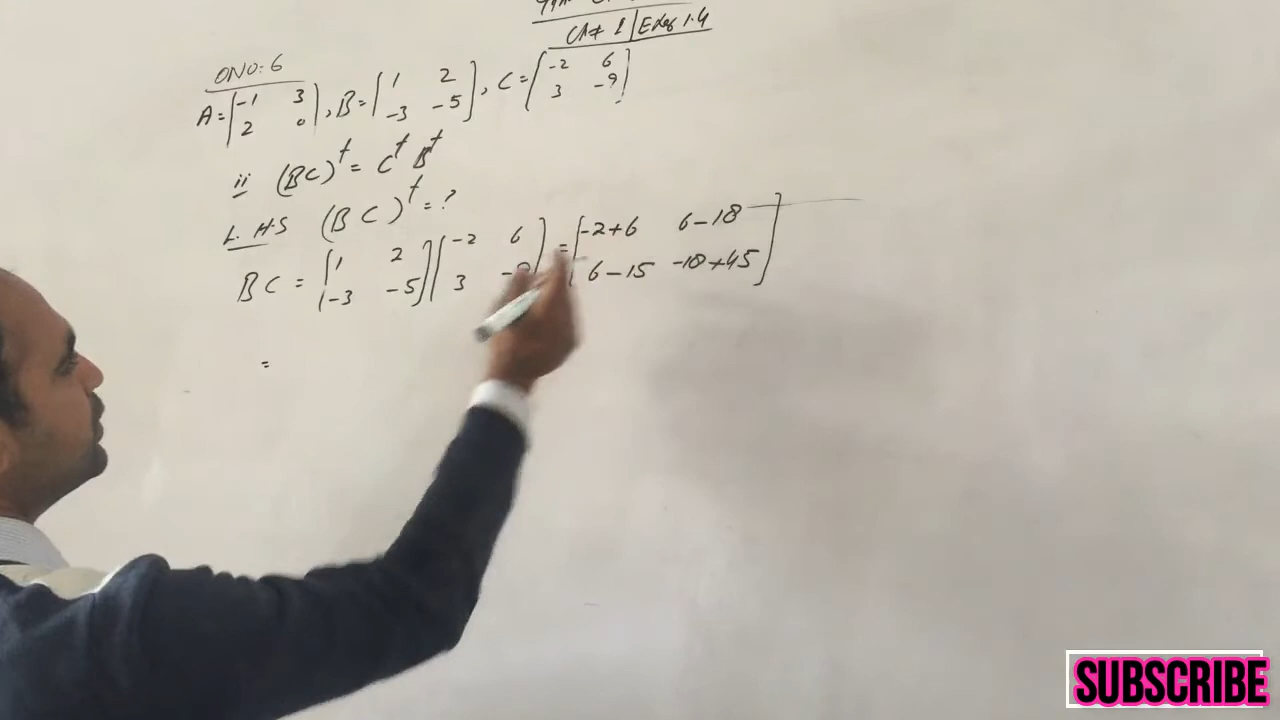 Ch# 1 | Exer 1.4
QNO: 6
A = [-1 3 2 0], B = [1 2 -3 -5], C = [-2 6 3 -9]
ii (BC)^t = C^t B^t
L.H.S (BC)^t = ?
BC = [1 2 -3 -5] [-2 6 3 -9] = [-2+6 6-18 6-15 -18+45]
=
SUBSCRIBE